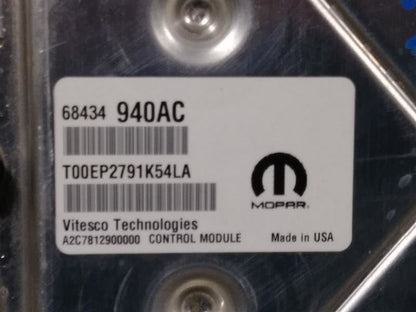 68434 940AC
T00EP2791K54LA
MOPAR
Vitesco Technologies
A2C7812900000 CONTROL MODULE Made in USA